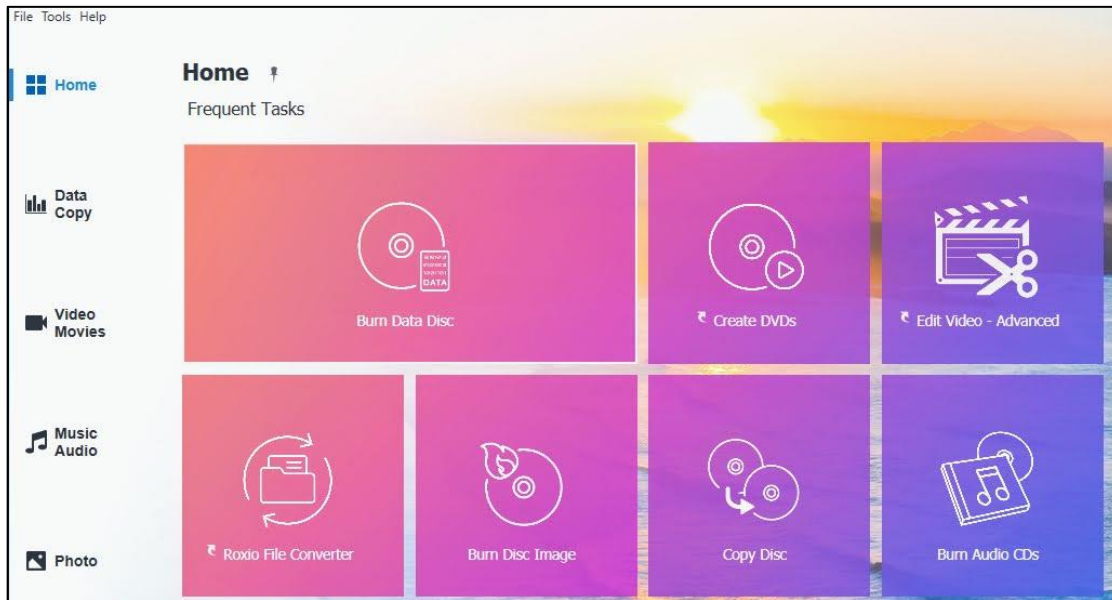 File Tools Help
Home
Home
Frequent Tasks
Data
Copy
Video
Movies
Music
Audio
Photo
DATA
Burn Data Disc
Create DVDs
Edit Video - Advanced
Roxio File Converter
Burn Disc Image
Copy Disc
Burn Audio CDs